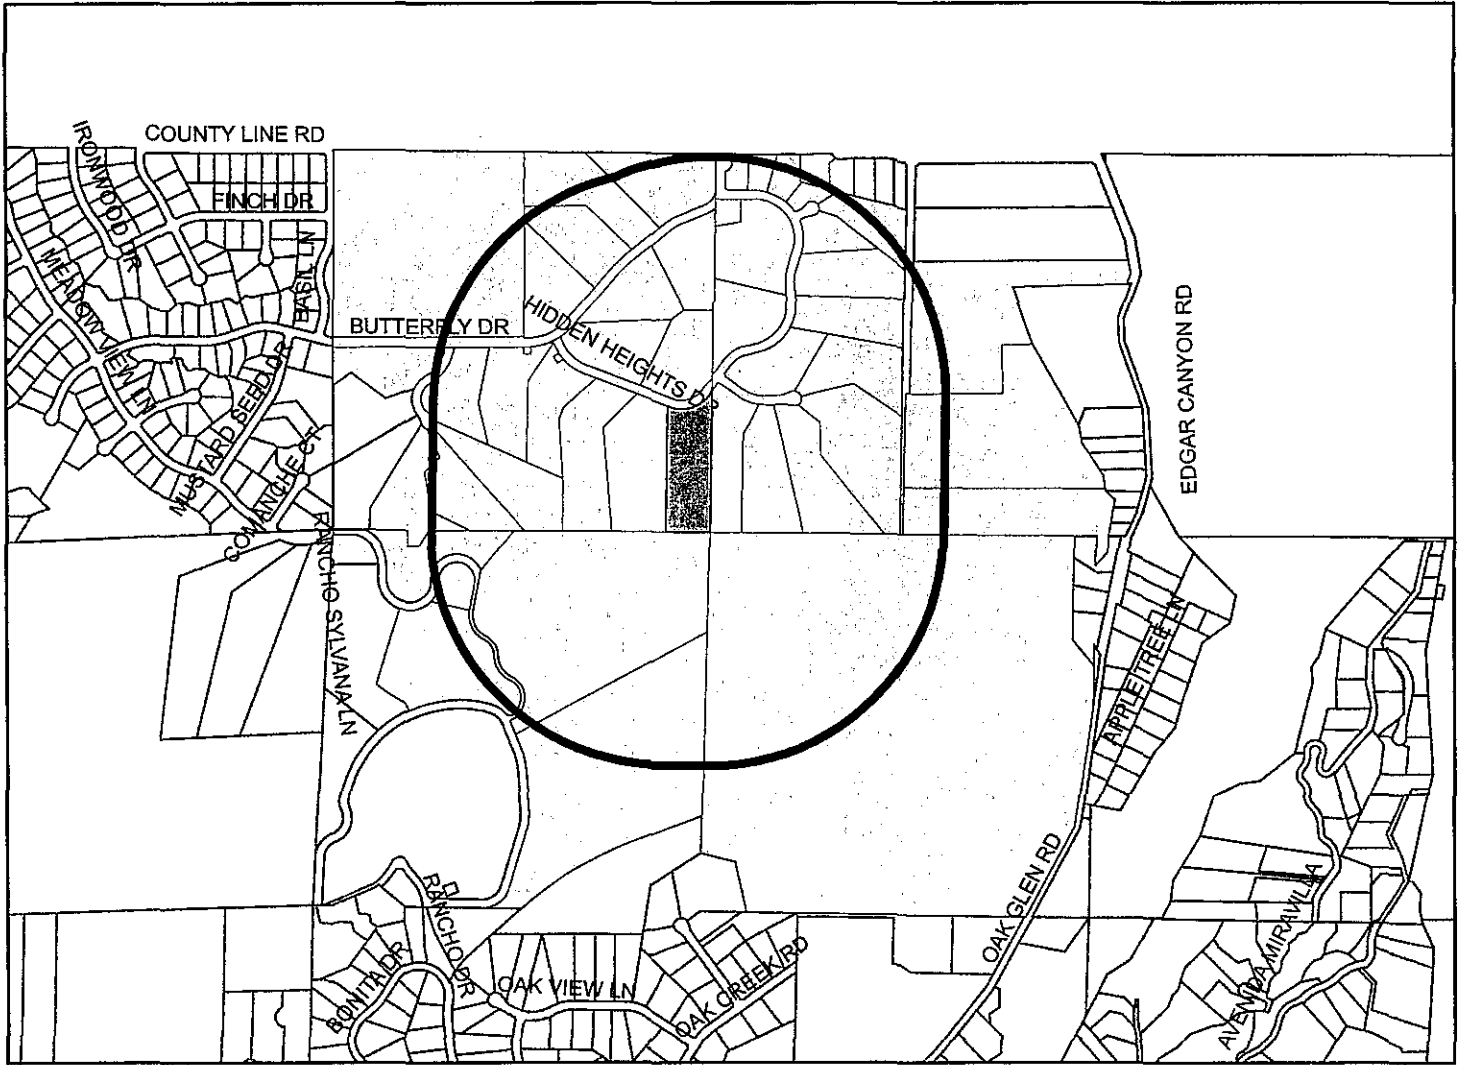 COUNTY LINE RD
IRONWOOD DR
FINCH DR
BASIL LN
MEADOW VIEW LN
BUTTERFLY DR
HIDDEN HEIGHTS DR
EDGAR CANYON RD
MUSTARD SEED DR
COMANCHE CT
RANCHO SYLVANA LN
APPLE TREE LN
OAK GLEN RD
RANCHO DR
BONITA DR
OAK VIEW LN
OAK CREEK RD
AVENIDA MIRAVILLA